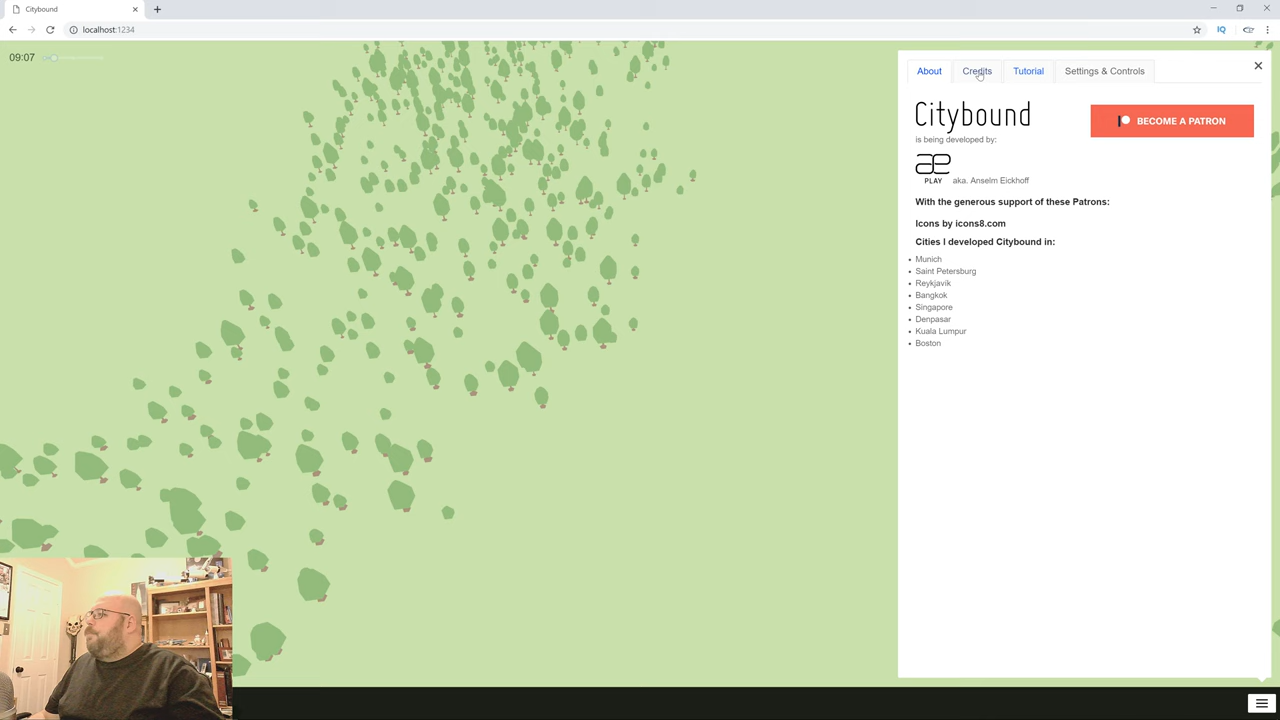 Citybound
localhost:1234
IQ
09:07
About
Credits
Tutorial
Settings & Controls
Citybound
BECOME A PATRON
is being developed by:
æ
PLAY
aka. Anselm Eickhoff
With the generous support of these Patrons:
Icons by icons8.com
Cities I developed Citybound in:
• Munich
• Saint Petersburg
• Reykjavík
• Bangkok
• Singapore
• Denpasar
• Kuala Lumpur
• Boston